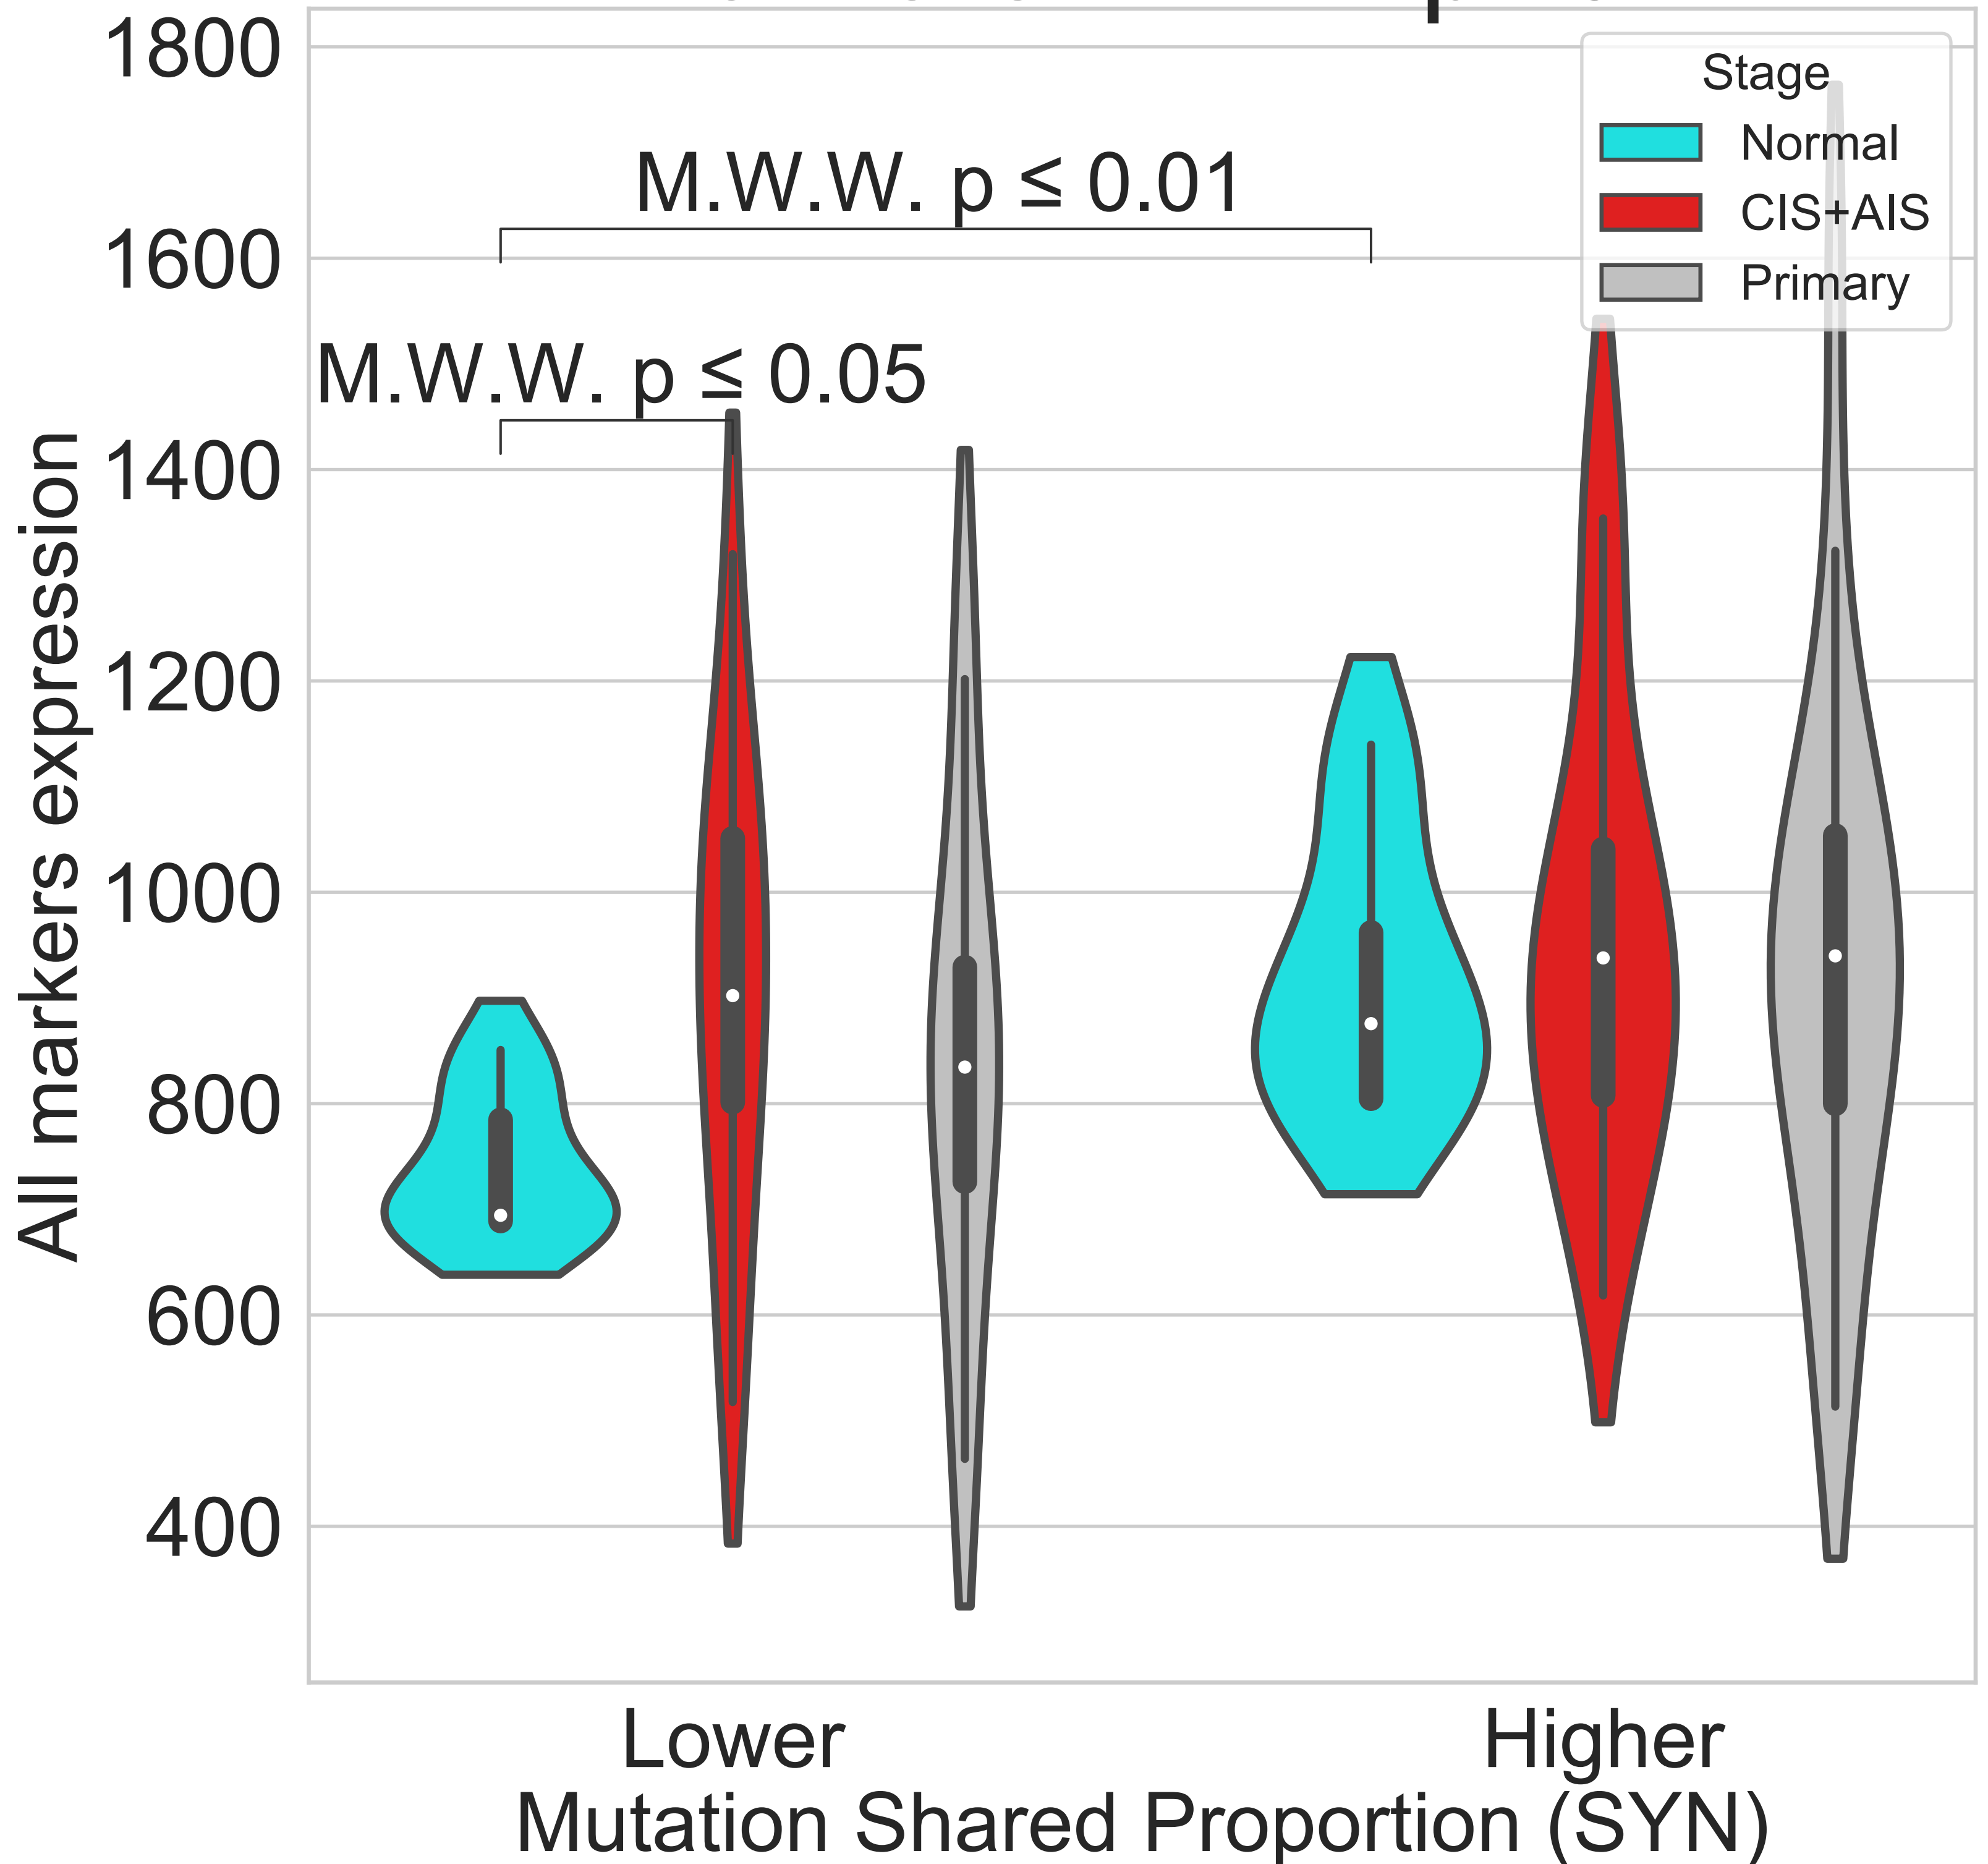 1800
1600
1400
1200
1000
800
600
400
All markers expression
M.W.W. p ≤ 0.01
M.W.W. p ≤ 0.05
Stage
Normal
CIS+AIS
Primary
Lower
Higher
Mutation Shared Proportion (SYN)